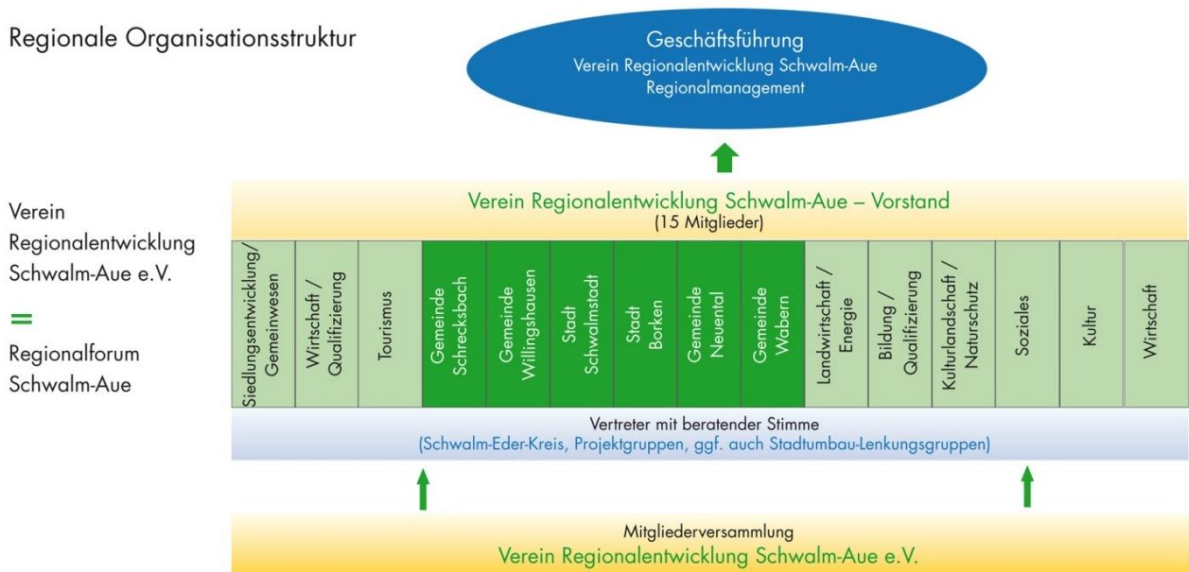 Regionale Organisationsstruktur
Geschäftsführung
Verein Regionalentwicklung Schwalm-Aue
Regionalmanagement
Verein
Regionalentwicklung
Schwalm-Aue e.V.
=
Regionalforum
Schwalm-Aue
Verein Regionalentwicklung Schwalm-Aue – Vorstand
(15 Mitglieder)
Siedlungsentwicklung/
Gemeinwesen
Wirtschaft /
Qualifizierung
Tourismus
Gemeinde
Schrecksbach
Gemeinde
Willingshausen
Stadt
Schwalmstadt
Stadt
Borken
Gemeinde
Neuental
Gemeinde
Wabern
Landwirtschaft /
Energie
Bildung /
Qualifizierung
Kulturlandschaft /
Naturschutz
Soziales
Kultur
Wirtschaft
Vertreter mit beratender Stimme
(Schwalm-Eder-Kreis, Projektgruppen, ggf. auch Stadtumbau-Lenkungsgruppen)
Mitgliederversammlung
Verein Regionalentwicklung Schwalm-Aue e.V.